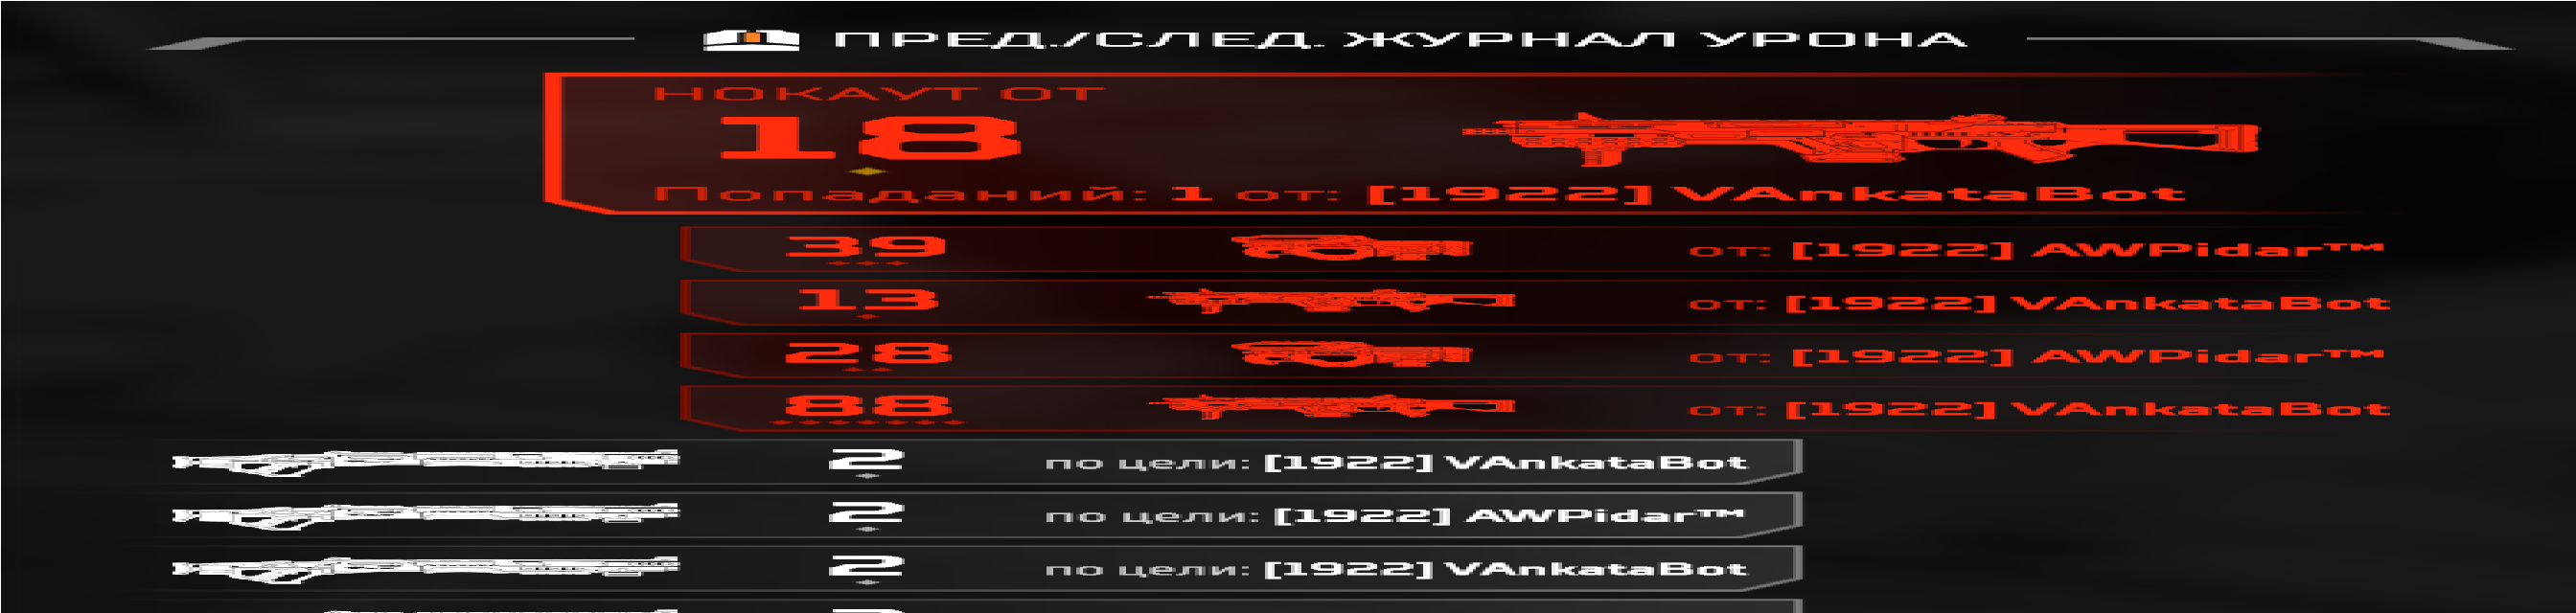 ПРЕД./СЛЕД. ЖУРНАЛ УРОНА
НОКАУТ ОТ
18
Попаданий: 1 от: [1922] VAnkataBot
39 от: [1922] AWPidar™
13 от: [1922] VAnkataBot
28 от: [1922] AWPidar™
88 от: [1922] VAnkataBot
2 по цели: [1922] VAnkataBot
2 по цели: [1922] AWPidar™
2 по цели: [1922] VAnkataBot